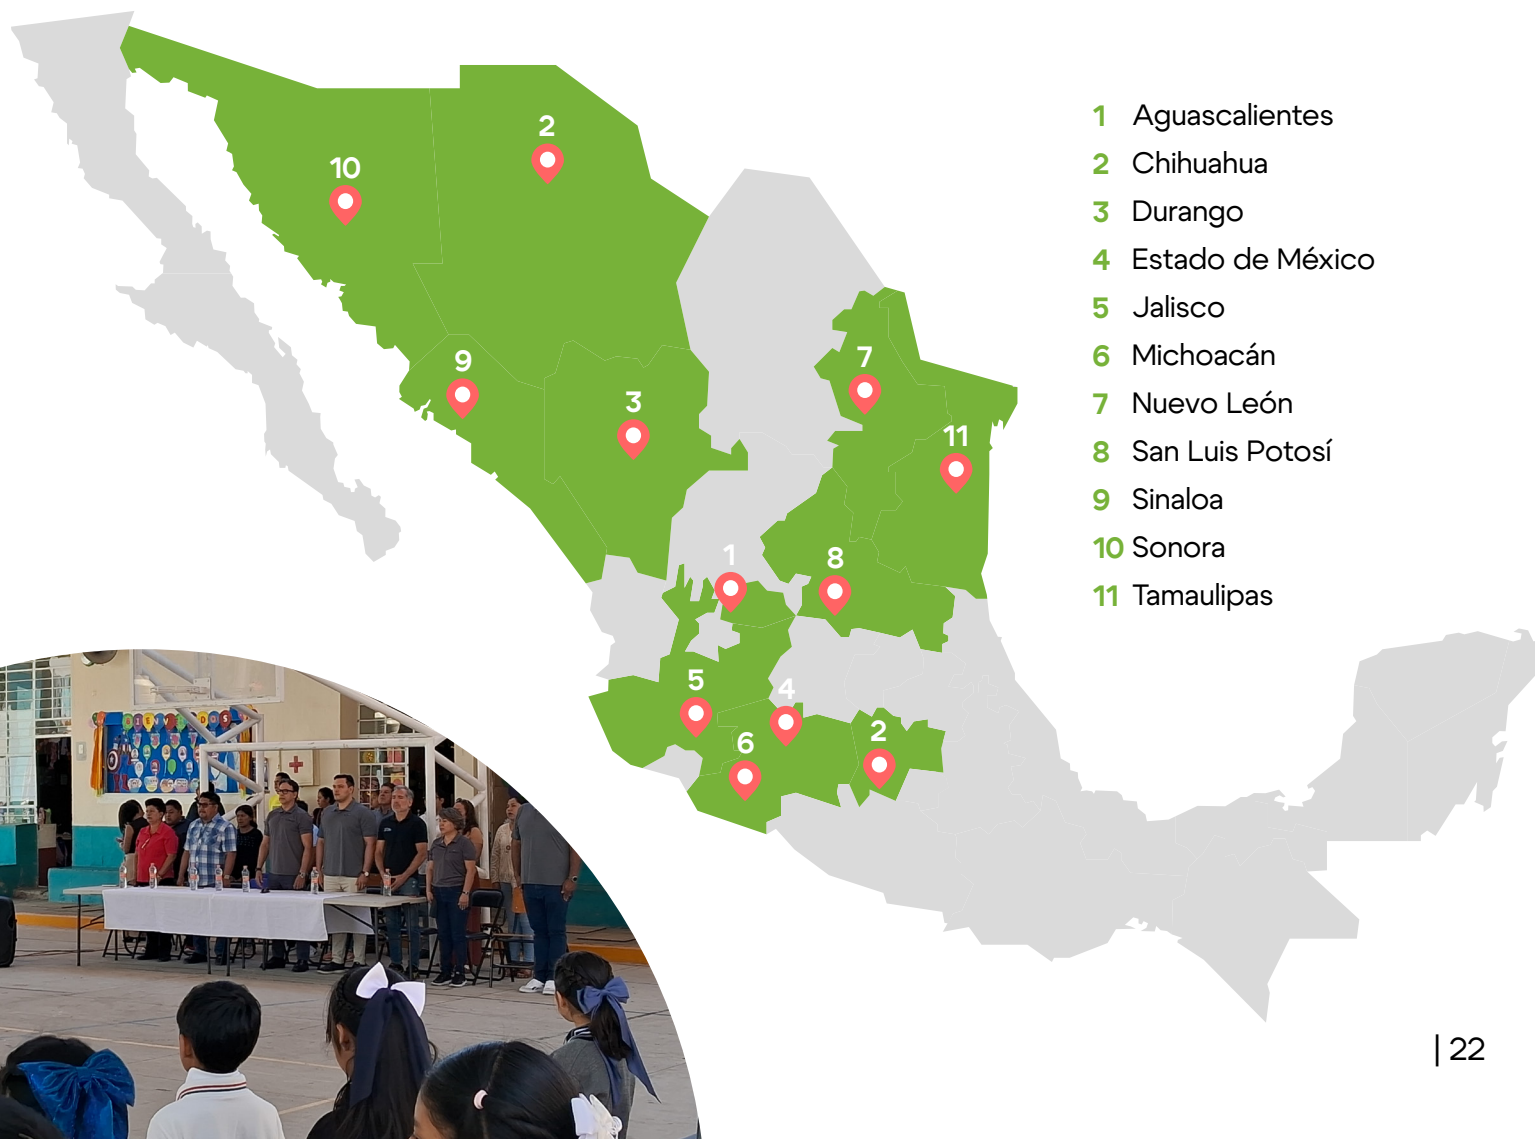 10
2
9
3
7
11
1
8
5
4
6
2
1 Aguascalientes
2 Chihuahua
3 Durango
4 Estado de México
5 Jalisco
6 Michoacán
7 Nuevo León
8 San Luis Potosí
9 Sinaloa
10 Sonora
11 Tamaulipas
| 22